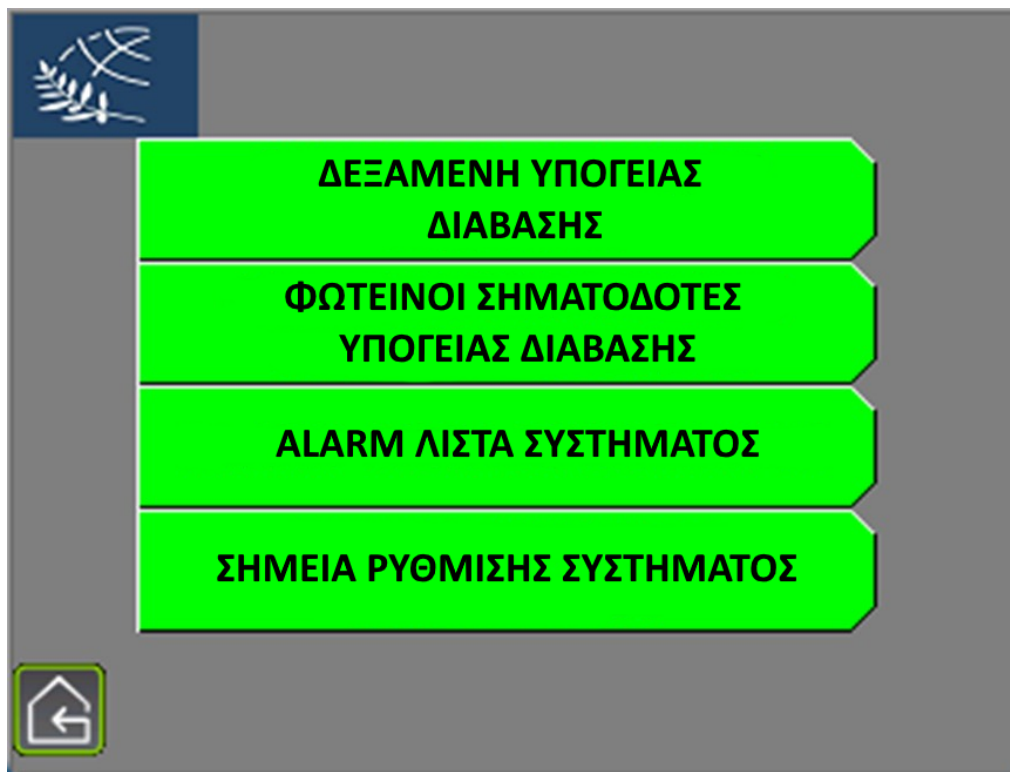 ΔΕΞΑΜΕΝΗ ΥΠΟΓΕΙΑΣ
ΔΙΑΒΑΣΗΣ
ΦΩΤΕΙΝΟΙ ΣΗΜΑΤΟΔΟΤΕΣ
ΥΠΟΓΕΙΑΣ ΔΙΑΒΑΣΗΣ
ALARM ΛΙΣΤΑ ΣΥΣΤΗΜΑΤΟΣ
ΣΗΜΕΙΑ ΡΥΘΜΙΣΗΣ ΣΥΣΤΗΜΑΤΟΣ